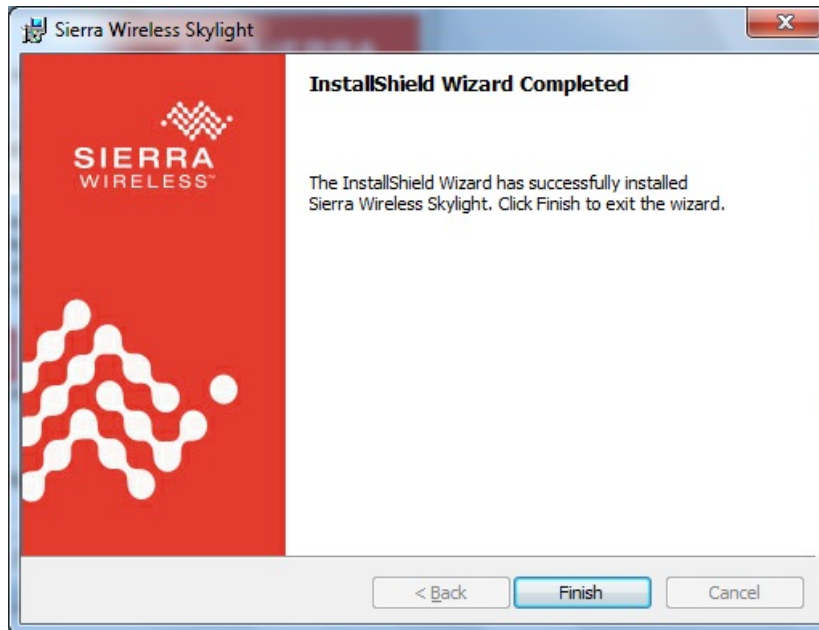 Sierra Wireless Skylight
InstallShield Wizard Completed
SIERRA
WIRELESS™
The InstallShield Wizard has successfully installed
Sierra Wireless Skylight. Click Finish to exit the wizard.
< Back
Finish
Cancel